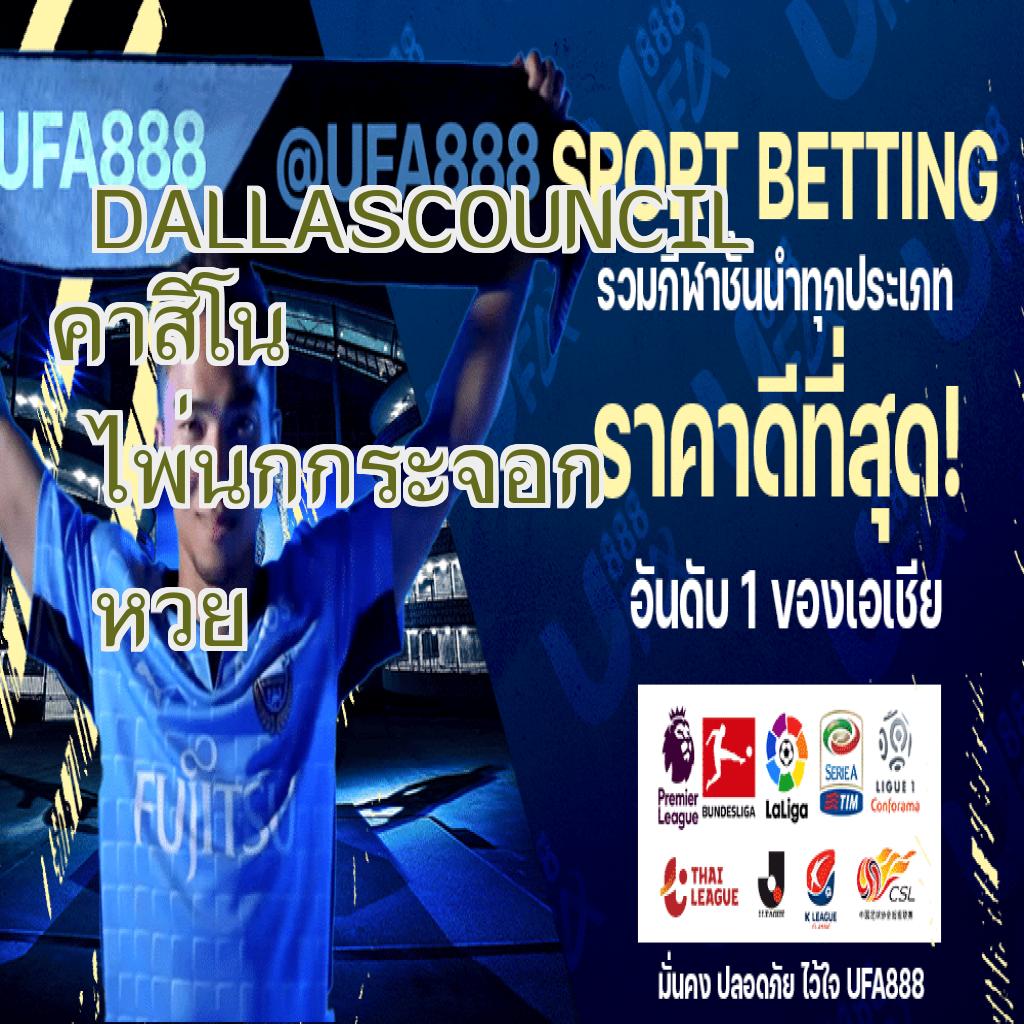 UFA888
@UFA888
SPORT BETTING
DALLASCOUNCIL
รวมกีฬาชั้นนำทุกประเภท
คาสิโน
ราคาดีที่สุด!
ไพ่นกกระจอก
อันดับ 1 ของเอเชีย
หวย
FUJITSU
Premier League
BUNDESLIGA
LaLiga
SERIE A
TIM
LIGUE 1
Conforama
THAI LEAGUE
J.LEAGUE
K LEAGUE
CSL
มั่นคง ปลอดภัย ไว้ใจ UFA888